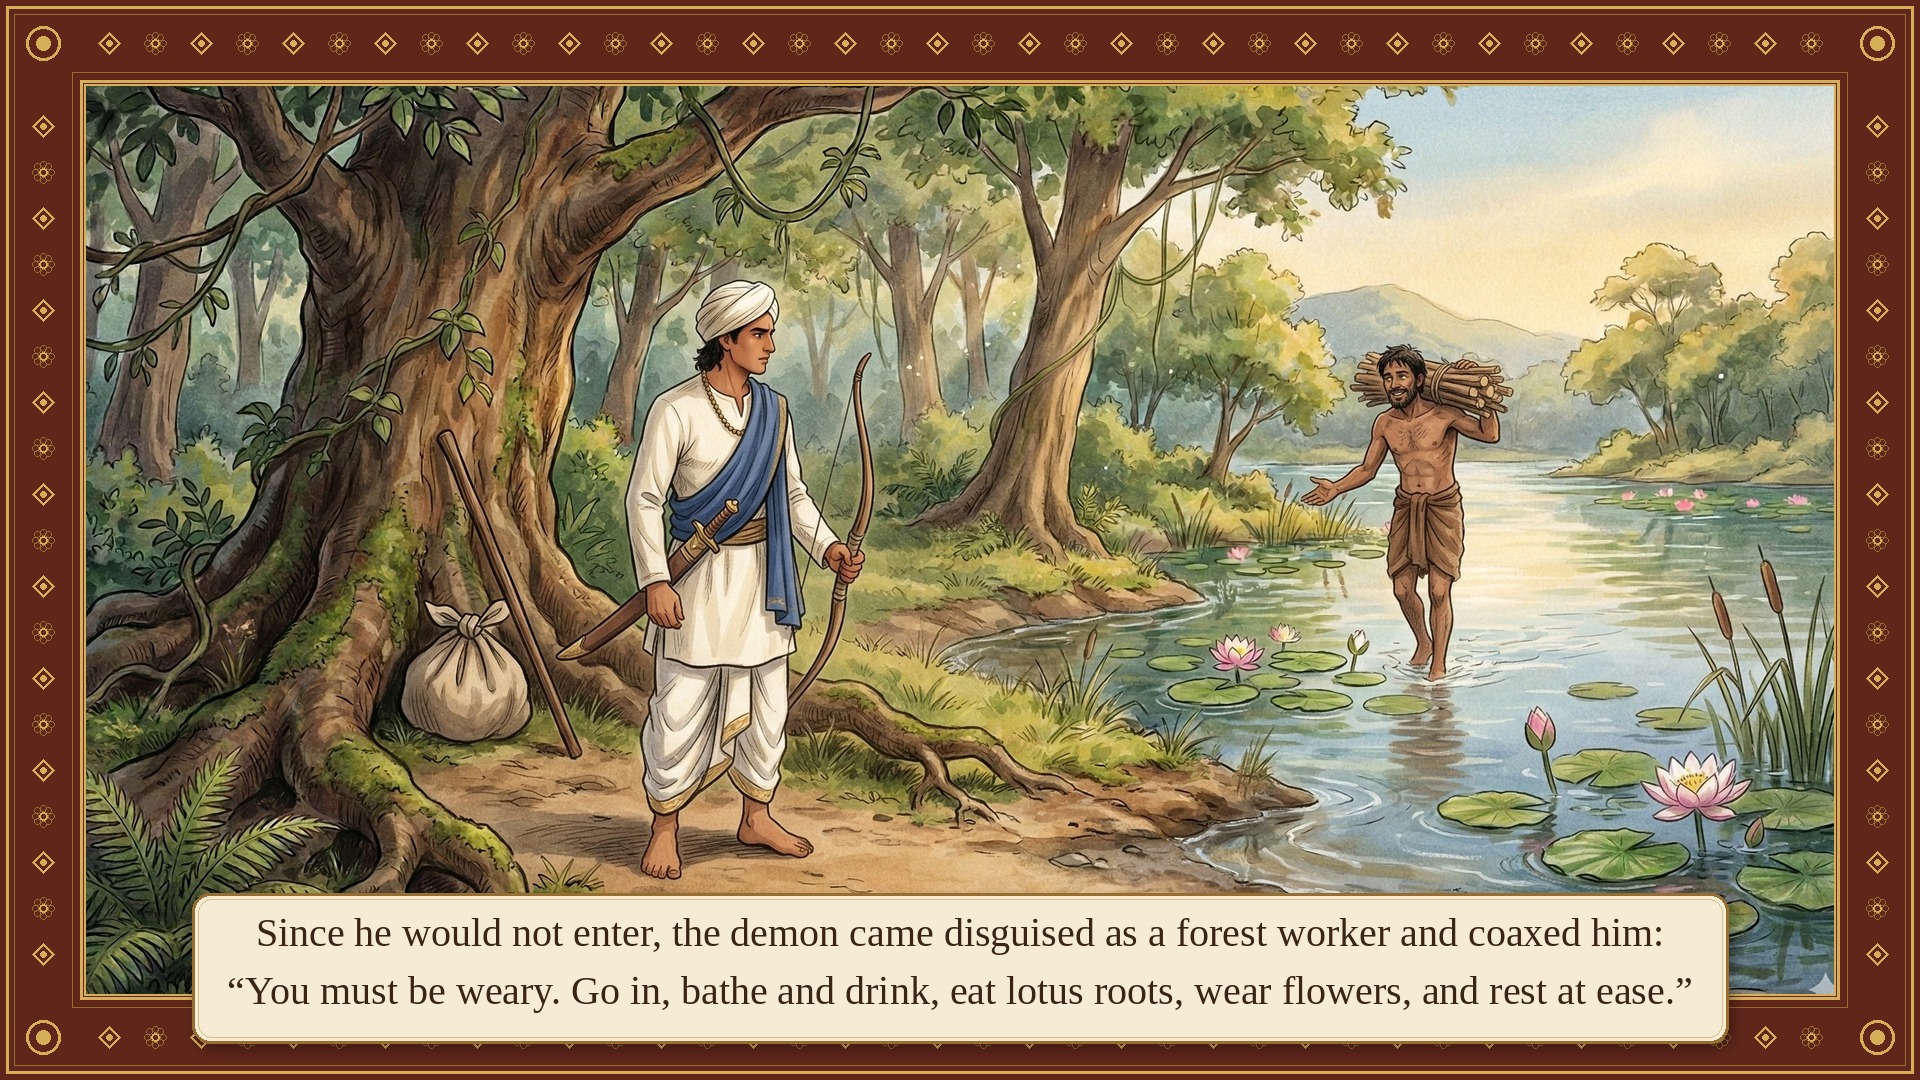 Since he would not enter, the demon came disguised as a forest worker and coaxed him:
“You must be weary. Go in, bathe and drink, eat lotus roots, wear flowers, and rest at ease.”